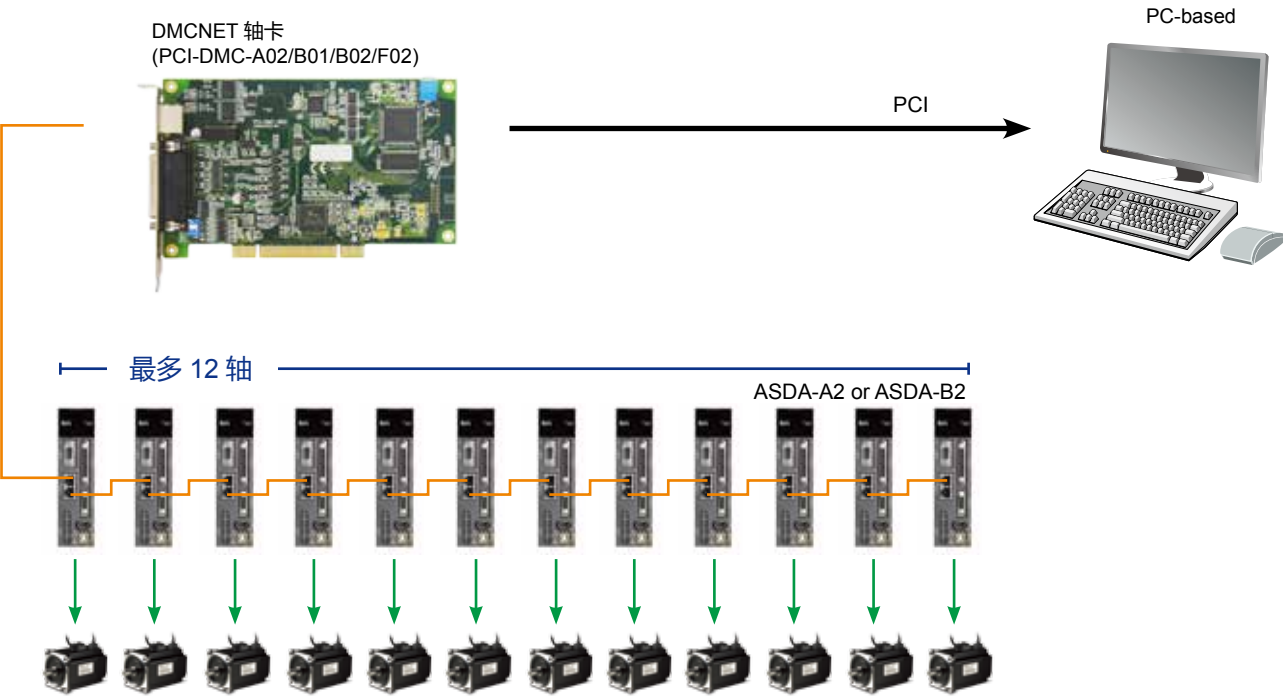 DMCNET 轴卡
(PCI-DMC-A02/B01/B02/F02)
PC-based
PCI
最多 12 轴
ASDA-A2 or ASDA-B2